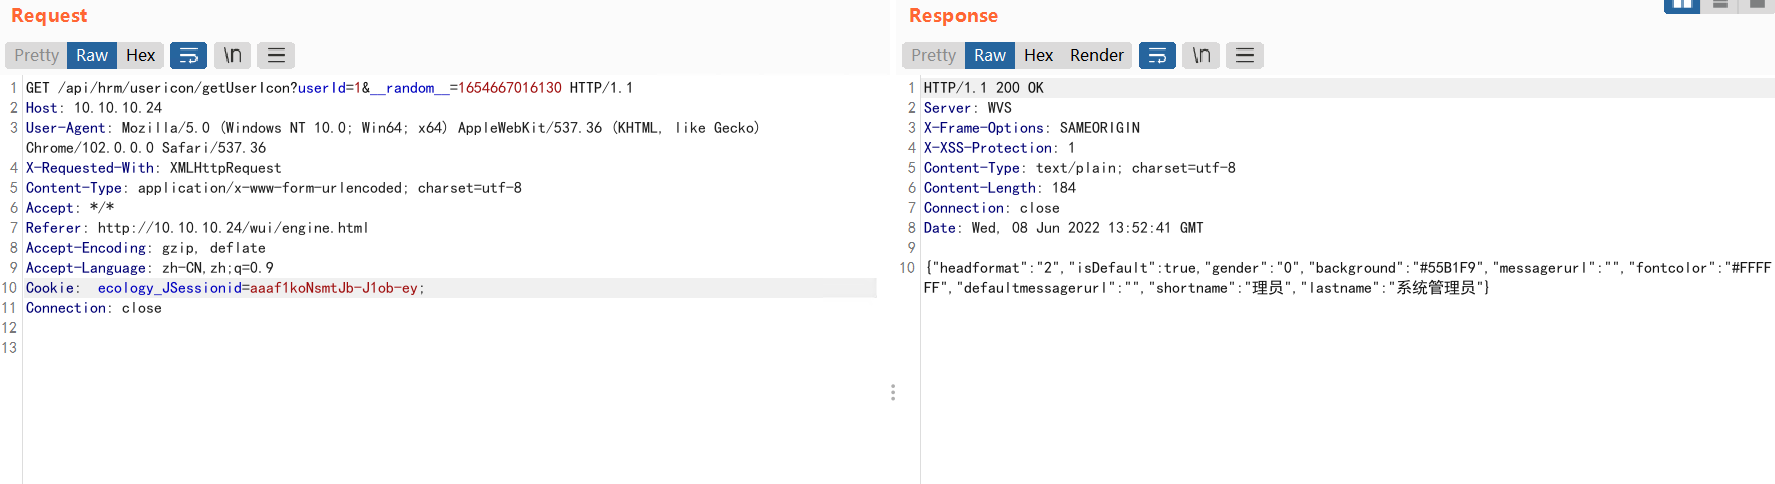 Request
Pretty Raw Hex \n
1 GET /api/hrm/usericon/getUserIcon?userId=1&__random__=1654667016130 HTTP/1.1
2 Host: 10.10.10.24
3 User-Agent: Mozilla/5.0 (Windows NT 10.0; Win64; x64) AppleWebKit/537.36 (KHTML, like Gecko)
Chrome/102.0.0.0 Safari/537.36
4 X-Requested-With: XMLHttpRequest
5 Content-Type: application/x-www-form-urlencoded; charset=utf-8
6 Accept: */*
7 Referer: http://10.10.10.24/wui/engine.html
8 Accept-Encoding: gzip, deflate
9 Accept-Language: zh-CN,zh;q=0.9
10 Cookie:  ecology_JSessionid=aaaf1koNsmtJb-J1ob-ey;
11 Connection: close
12
13
Response
Pretty Raw Hex Render \n
1 HTTP/1.1 200 OK
2 Server: WVS
3 X-Frame-Options: SAMEORIGIN
4 X-XSS-Protection: 1
5 Content-Type: text/plain; charset=utf-8
6 Content-Length: 184
7 Connection: close
8 Date: Wed, 08 Jun 2022 13:52:41 GMT
9
10 {"headformat":"2","isDefault":true,"gender":"0","background":"#55B1F9","messagerurl":"","fontcolor":"#FFFF
FF","defaultmessagerurl":"","shortname":"理员","lastname":"系统管理员"}